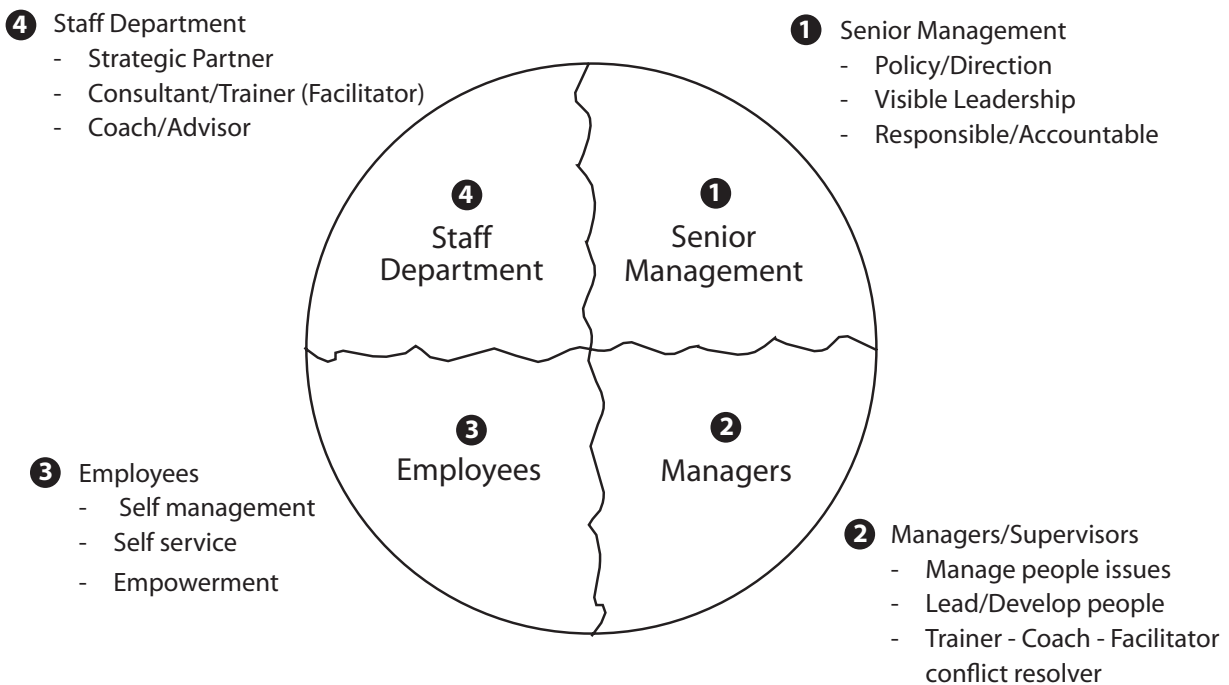 4 Staff Department
- Strategic Partner
- Consultant/Trainer (Facilitator)
- Coach/Advisor
1 Senior Management
- Policy/Direction
- Visible Leadership
- Responsible/Accountable
4
Staff
Department
1
Senior
Management
3
Employees
2
Managers
3 Employees
- Self management
- Self service
- Empowerment
2 Managers/Supervisors
- Manage people issues
- Lead/Develop people
- Trainer - Coach - Facilitator
conflict resolver